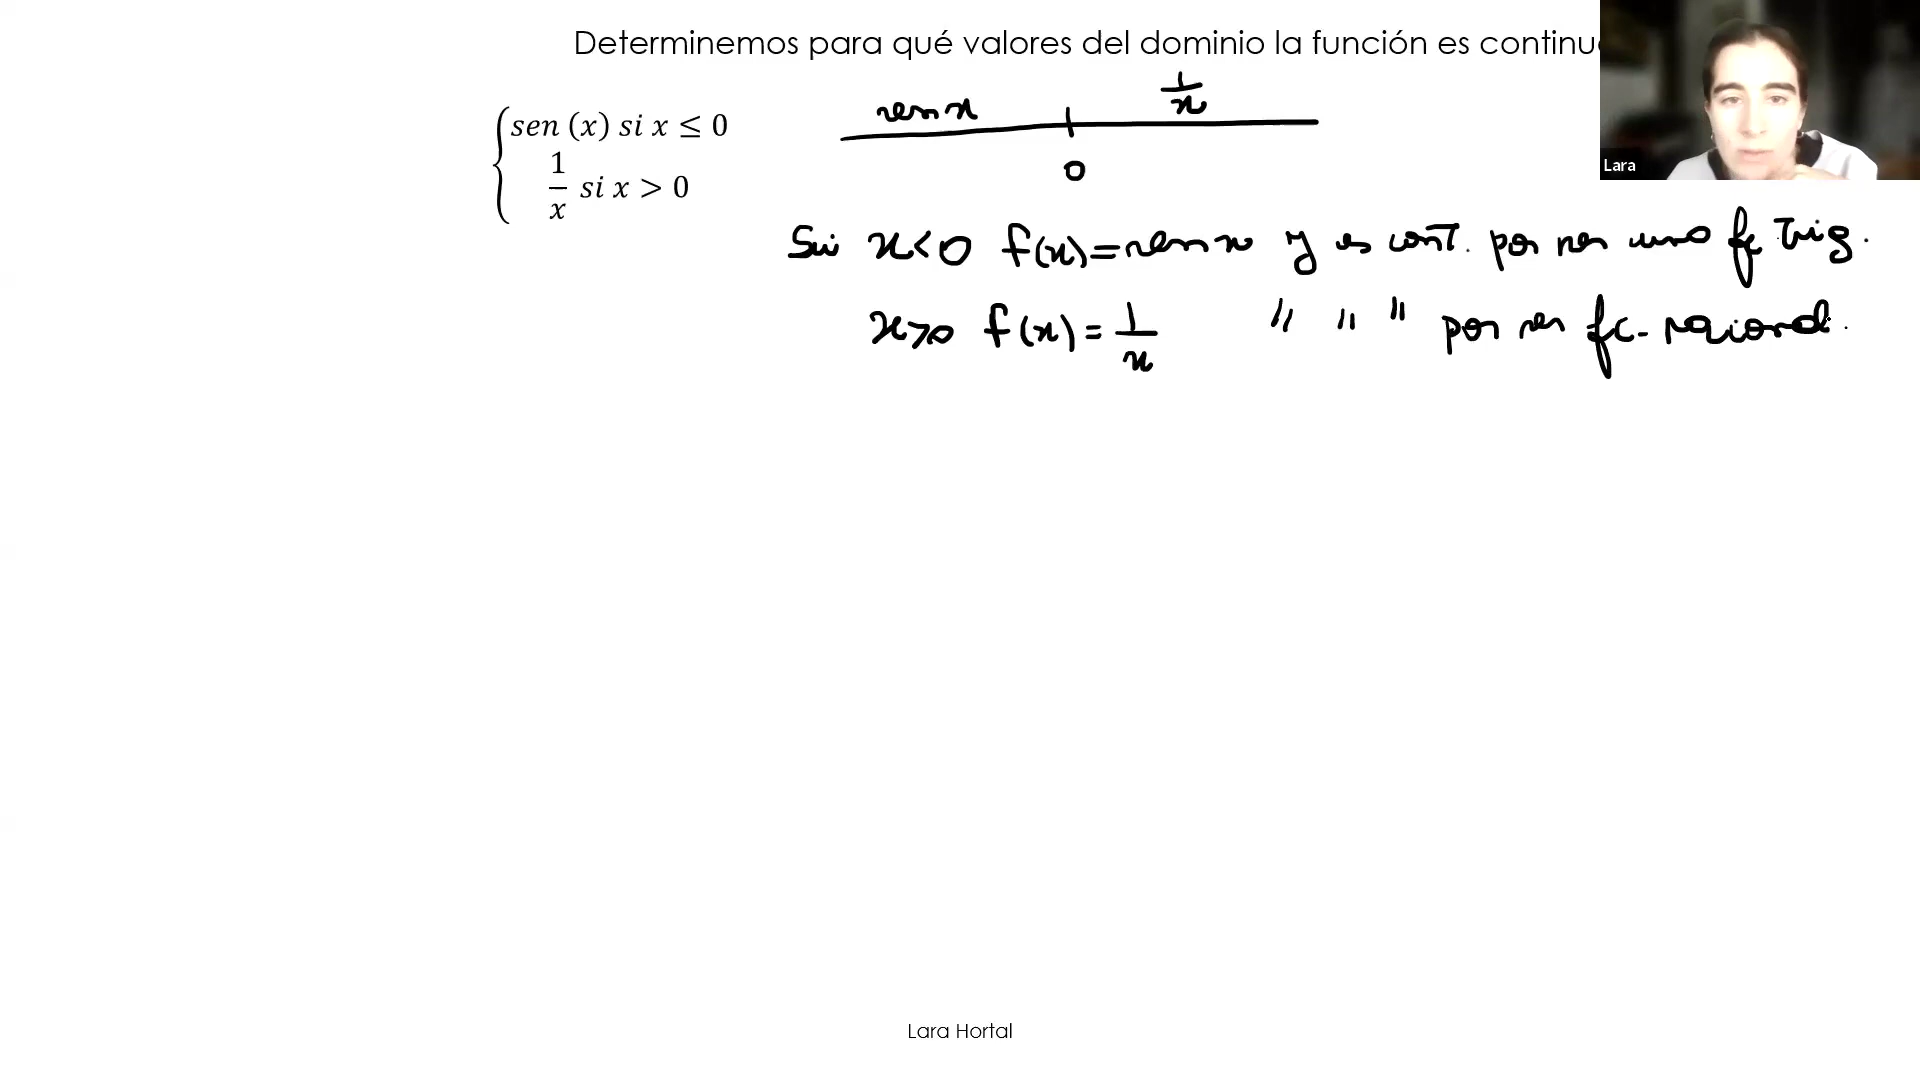 Determinemos para qué valores del dominio la función es continu
sen (x) si x ≤ 0
1/x si x > 0
sen x
1/x
0
Lara
Si x<0 f(x)=sen x y es cont. por ser una fc trig.
x>0 f(x)=1/x " " " por ser fc. racional.
Lara Hortal